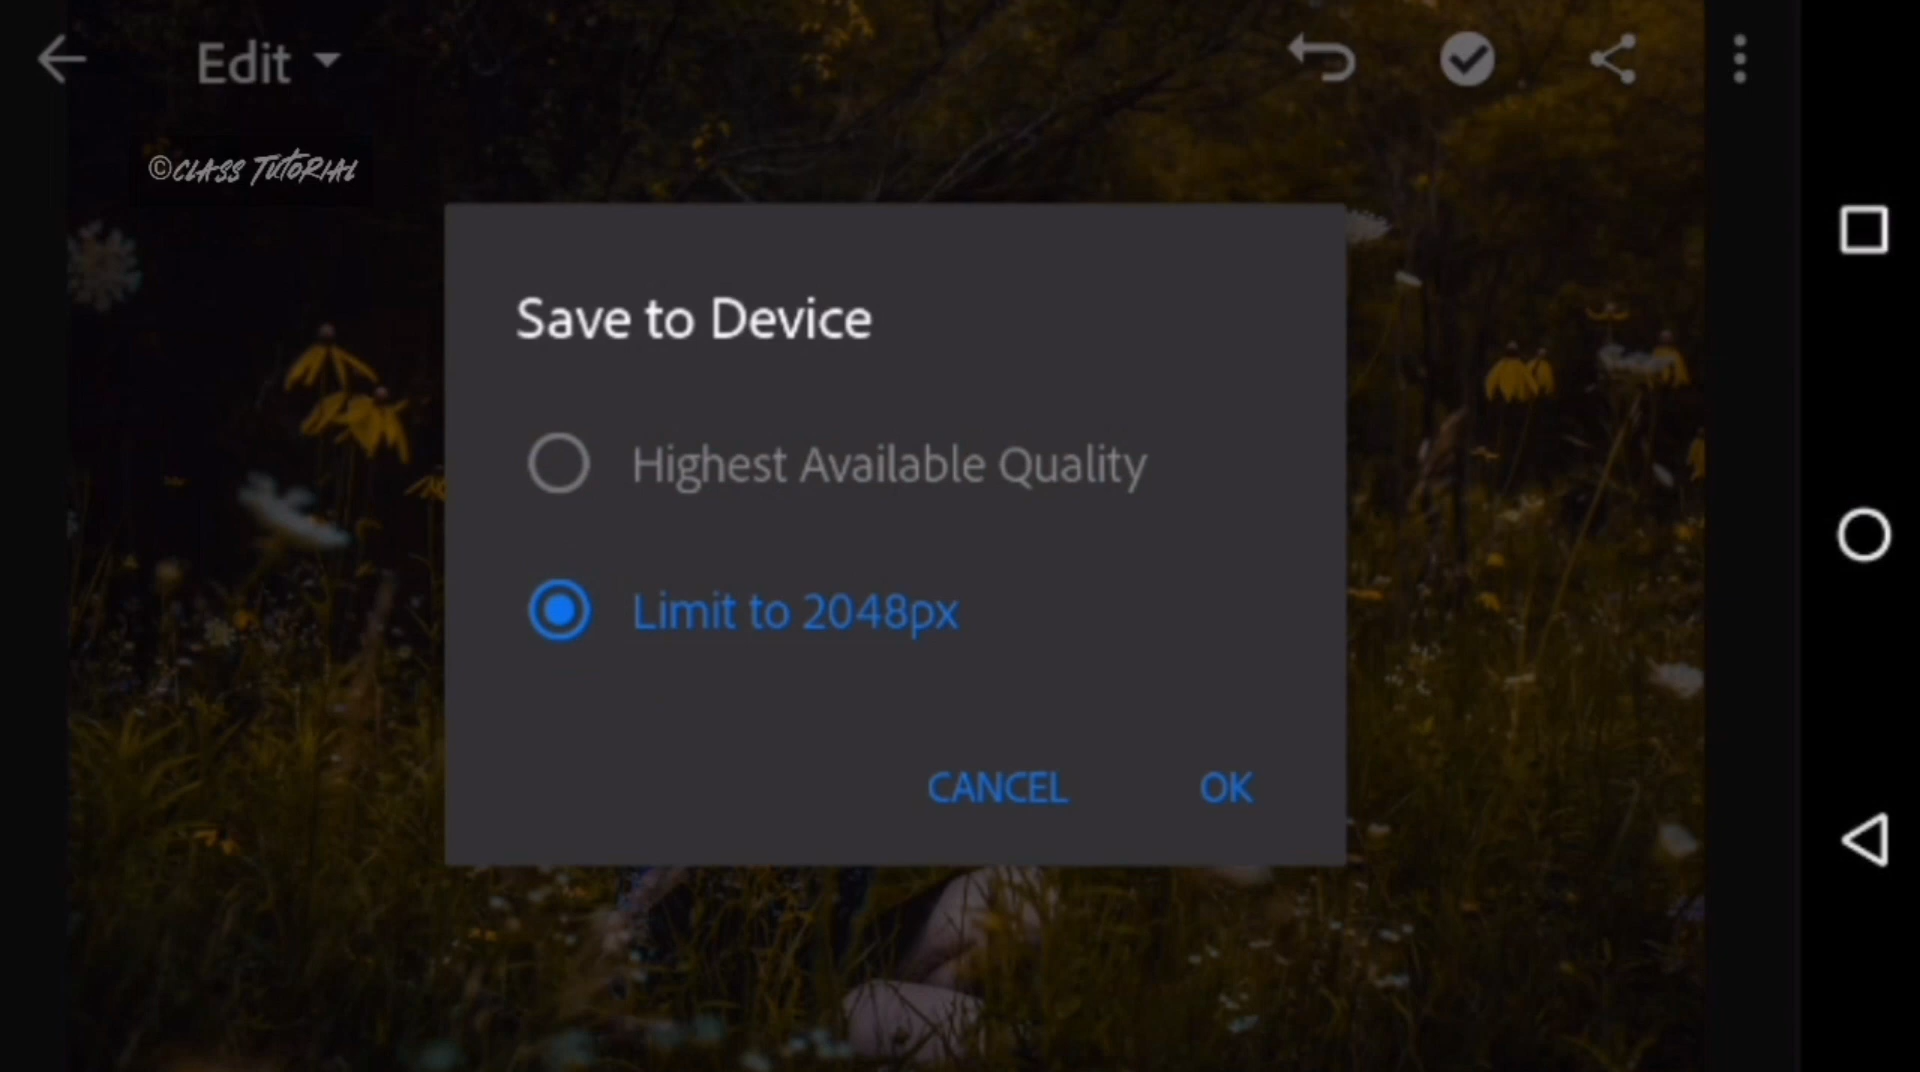 Edit
©CLASS TUTORIAL
Save to Device
Highest Available Quality
Limit to 2048px
CANCEL OK